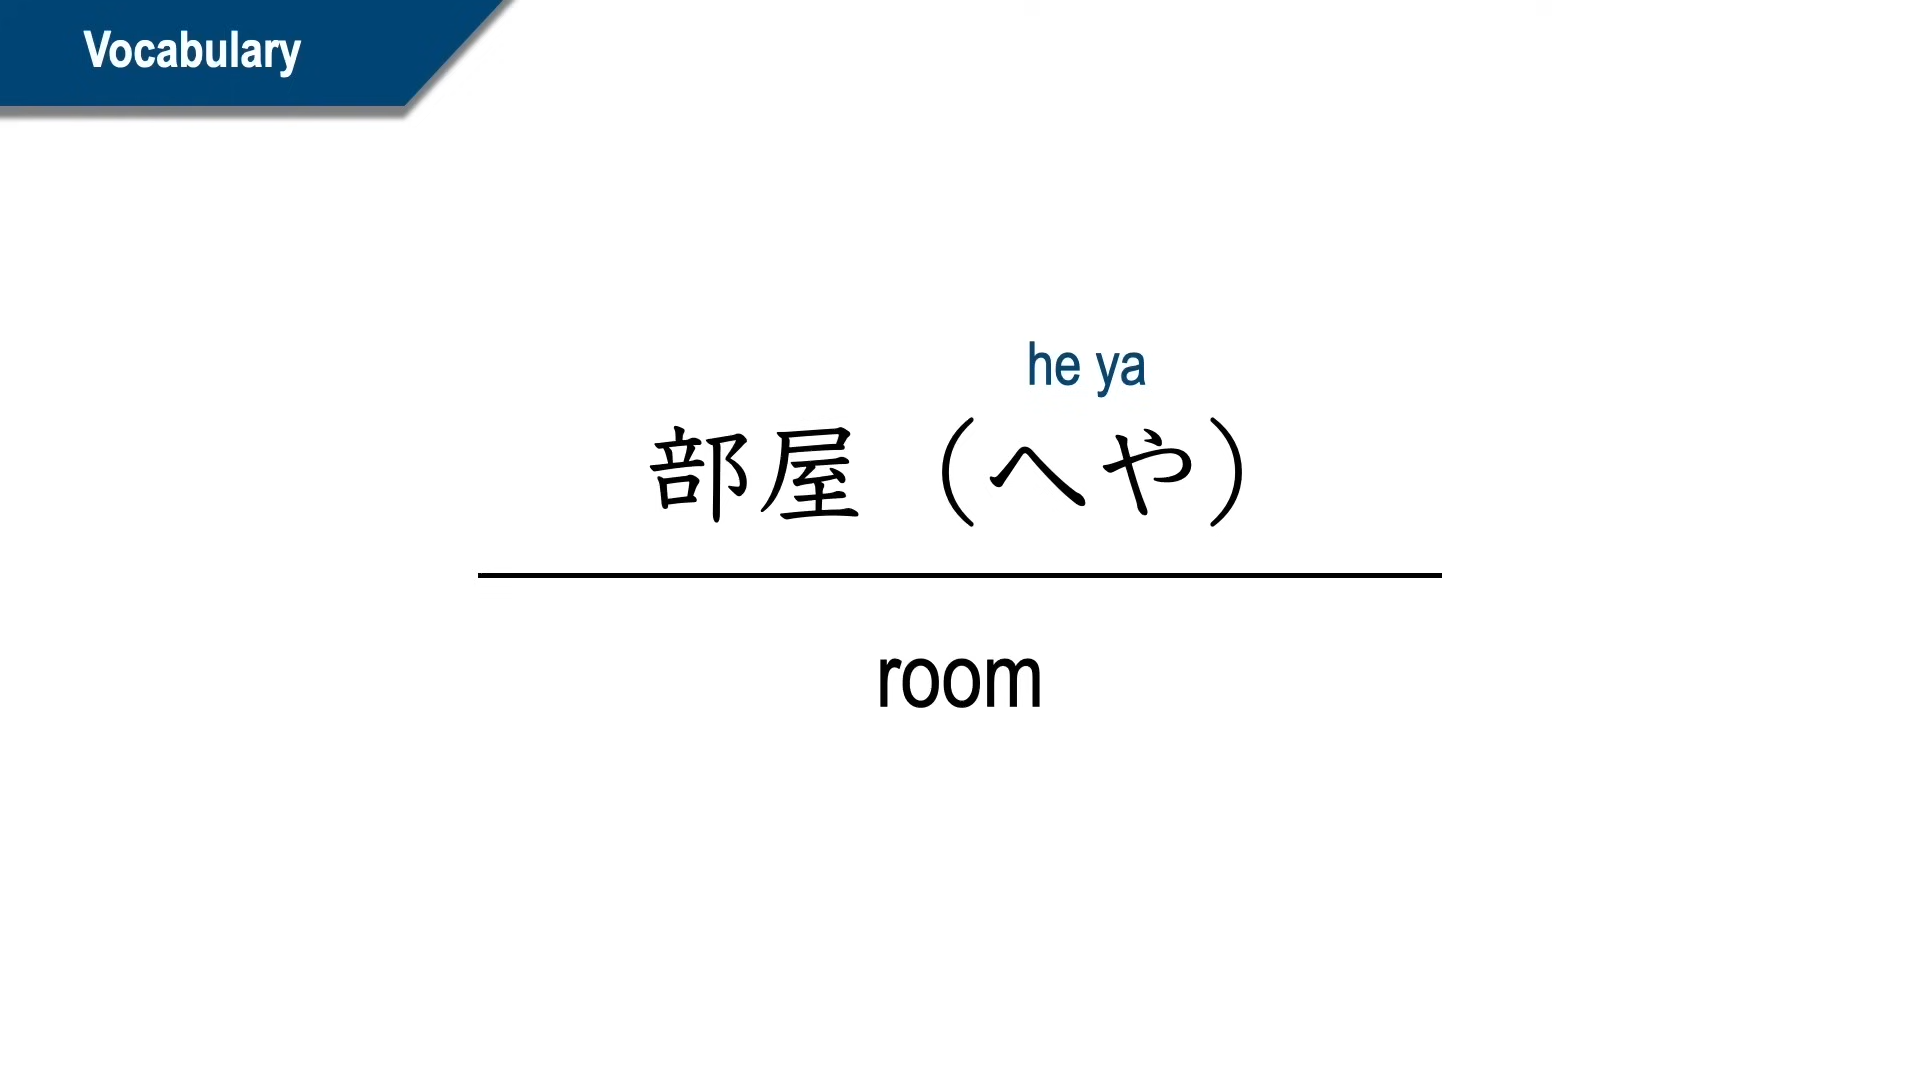 Vocabulary
he ya
部屋（へや）
room